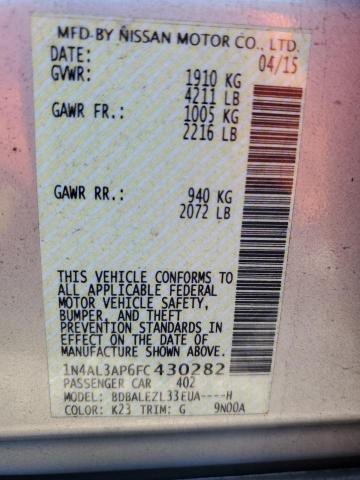 MFD BY NISSAN MOTOR CO., LTD.
DATE: 04/15
GVWR: 1910 KG
4211 LB
GAWR FR.: 1005 KG
2216 LB
GAWR RR.: 940 KG
2072 LB
THIS VEHICLE CONFORMS TO
ALL APPLICABLE FEDERAL
MOTOR VEHICLE SAFETY,
BUMPER, AND THEFT
PREVENTION STANDARDS IN
EFFECT ON THE DATE OF
MANUFACTURE SHOWN ABOVE.
1N4AL3AP6FC430282
PASSENGER CAR 402
MODEL: BDBALEZL33EUA----H
COLOR: K23 TRIM: G 9N00A